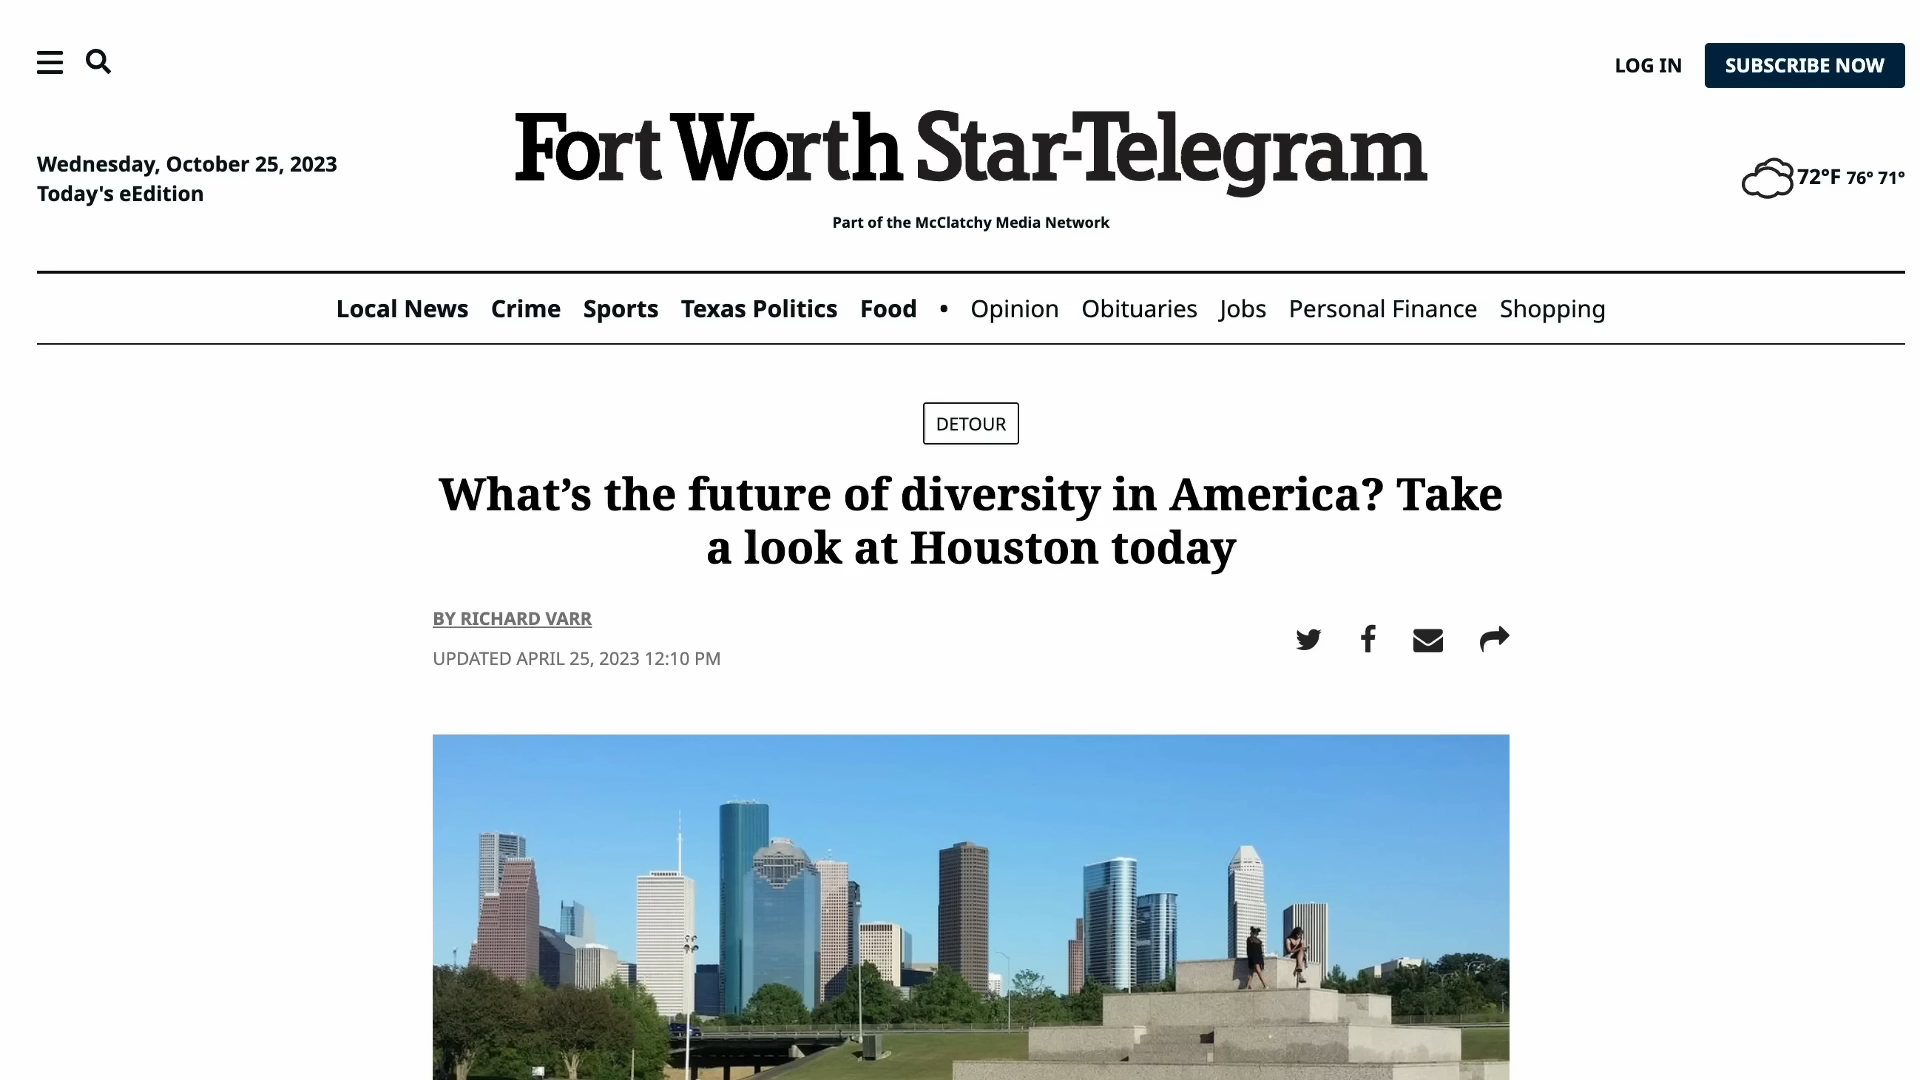 LOG IN
SUBSCRIBE NOW
Fort Worth Star-Telegram
Wednesday, October 25, 2023
Today's eEdition
72°F 76° 71°
Part of the McClatchy Media Network
Local News Crime Sports Texas Politics Food • Opinion Obituaries Jobs Personal Finance Shopping
DETOUR
What’s the future of diversity in America? Take
a look at Houston today
BY RICHARD VARR
UPDATED APRIL 25, 2023 12:10 PM